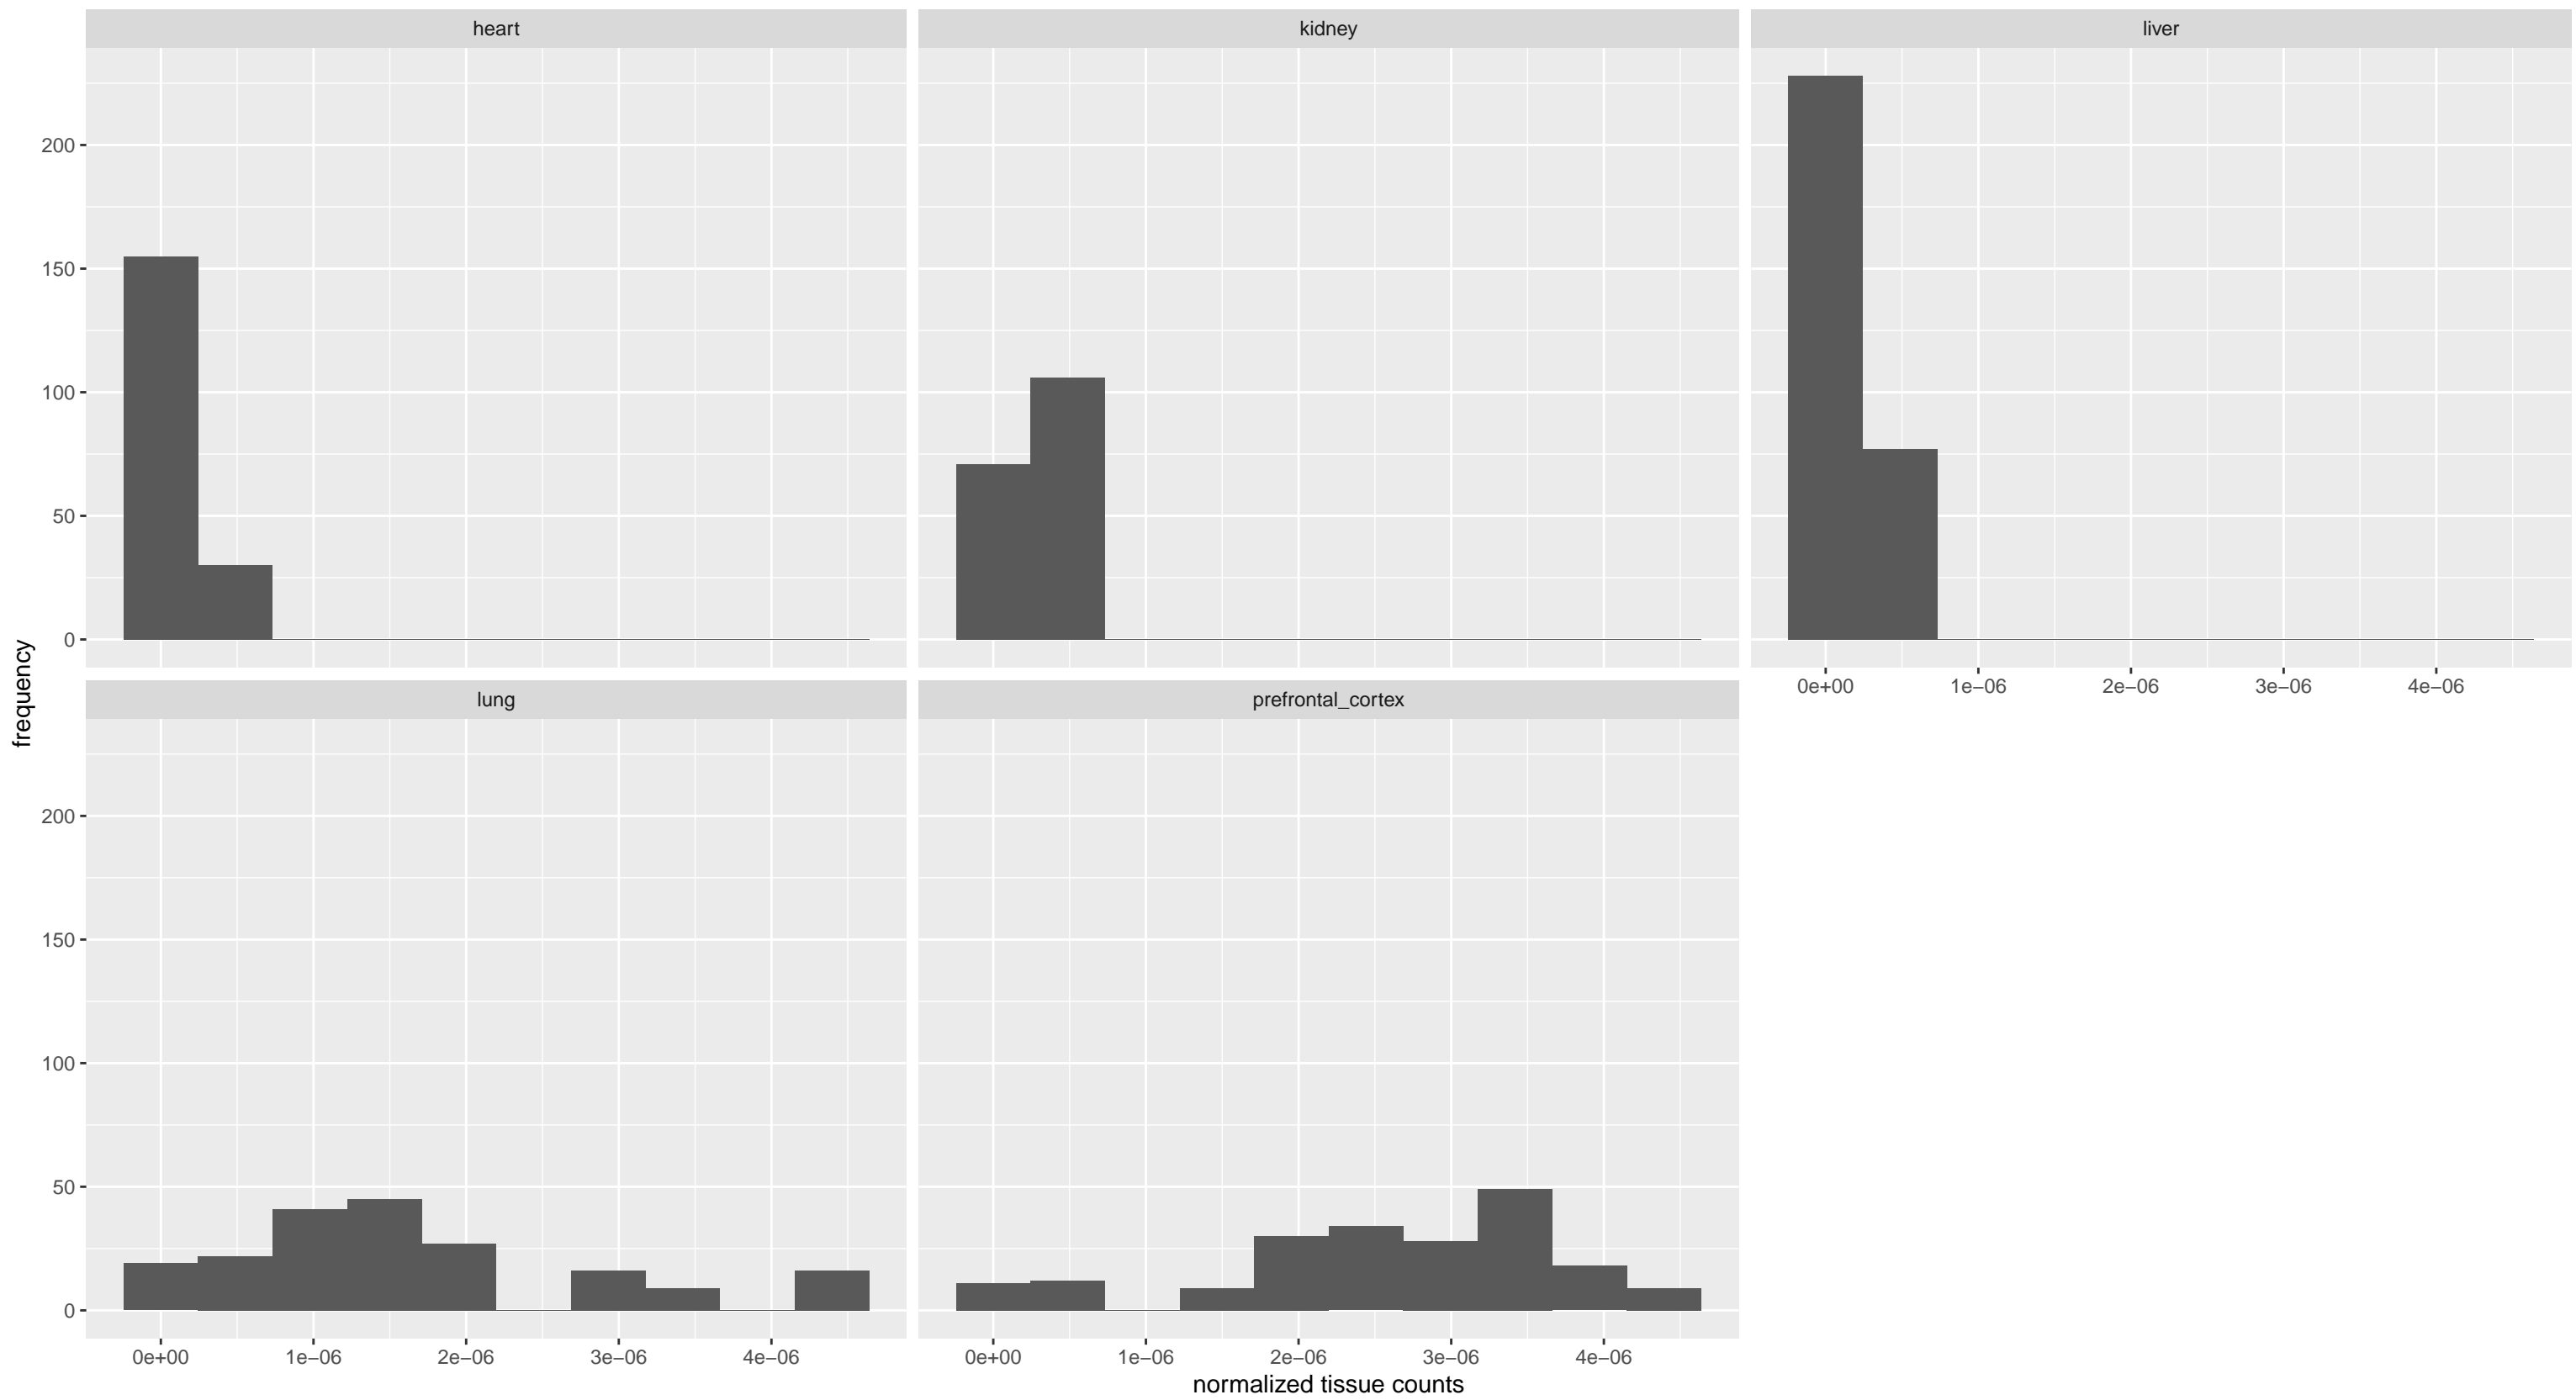 heart kidney liver
200
150
100
50
0
0e+00 1e−06 2e−06 3e−06 4e−06
frequency
lung prefrontal_cortex
200
150
100
50
0
0e+00 1e−06 2e−06 3e−06 4e−06 0e+00 1e−06 2e−06 3e−06 4e−06
normalized tissue counts